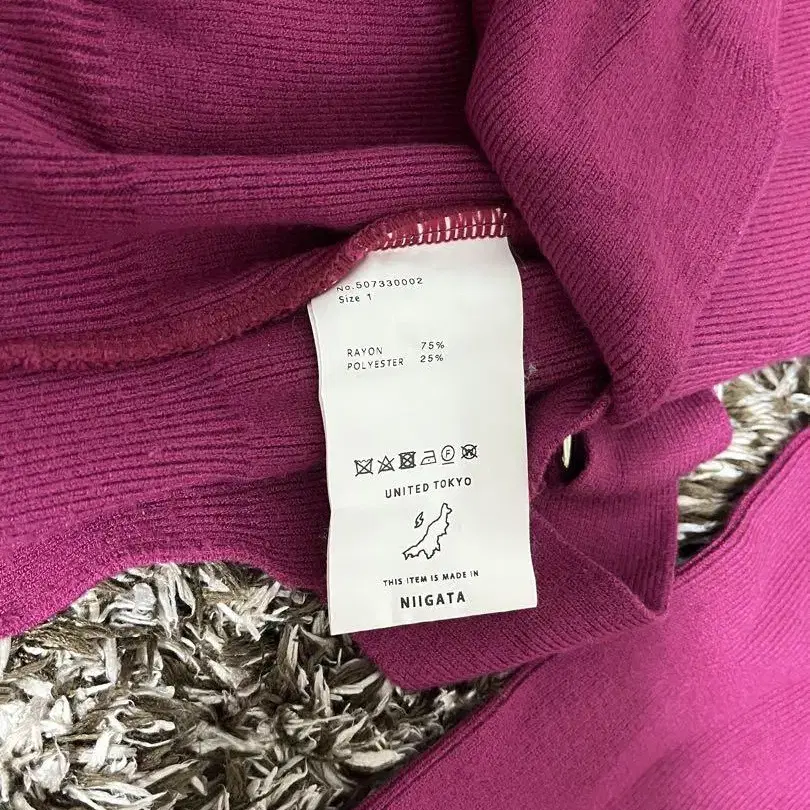 No.507330002
Size 1
RAYON 75%
POLYESTER 25%
UNITED TOKYO
THIS ITEM IS MADE IN
NIIGATA